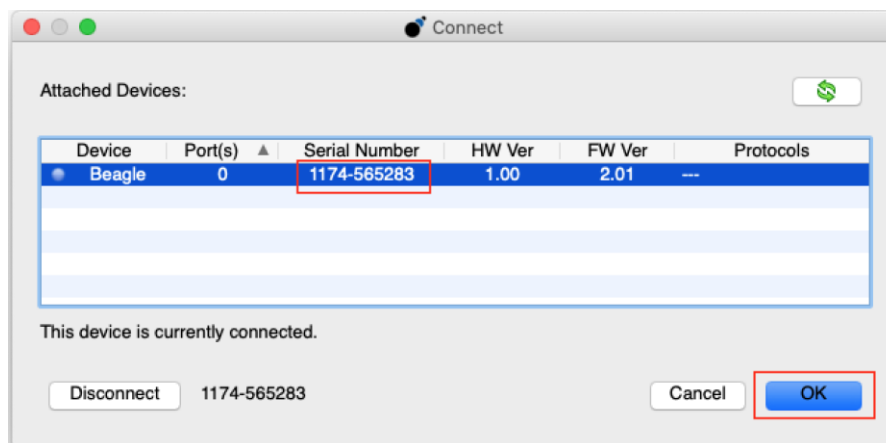 Connect
Attached Devices:
Device Port(s) Serial Number HW Ver FW Ver Protocols
Beagle 0 1174-565283 1.00 2.01 ---
This device is currently connected.
Disconnect 1174-565283 Cancel OK